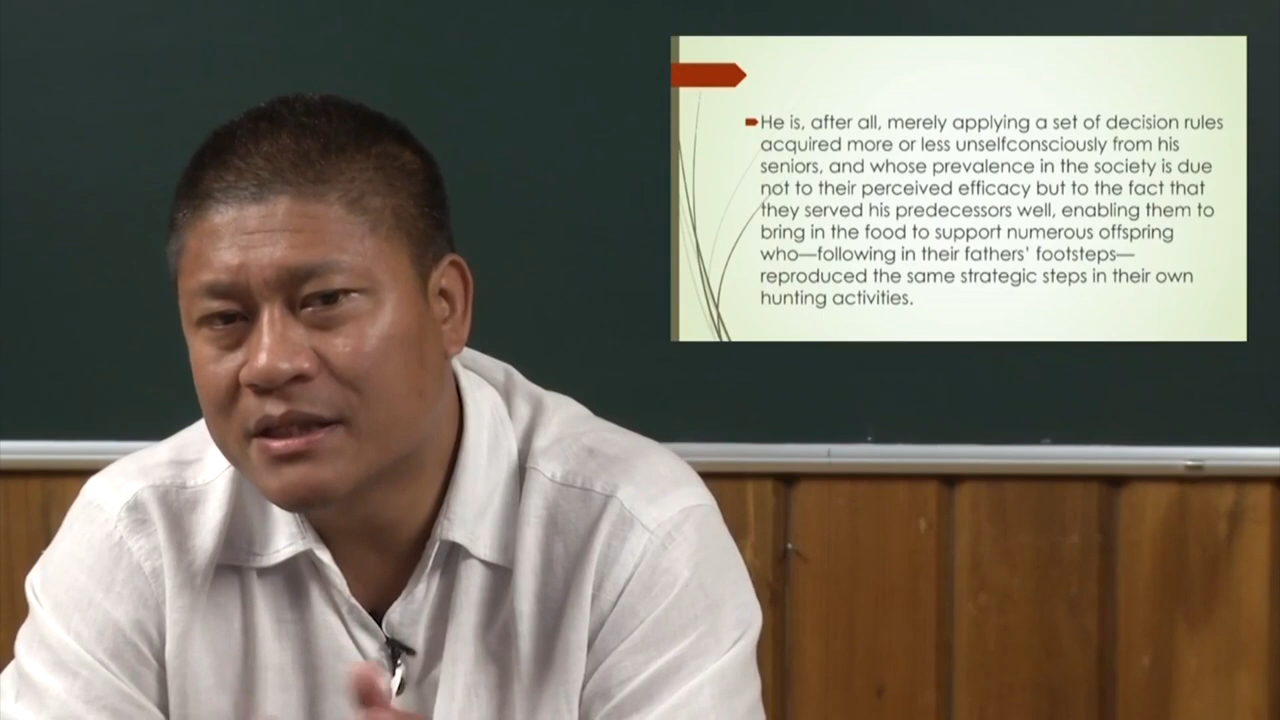 He is, after all, merely applying a set of decision rules
acquired more or less unselfconsciously from his
seniors, and whose prevalence in the society is due
not to their perceived efficacy but to the fact that
they served his predecessors well, enabling them to
bring in the food to support numerous offspring
who—following in their fathers’ footsteps—
reproduced the same strategic steps in their own
hunting activities.